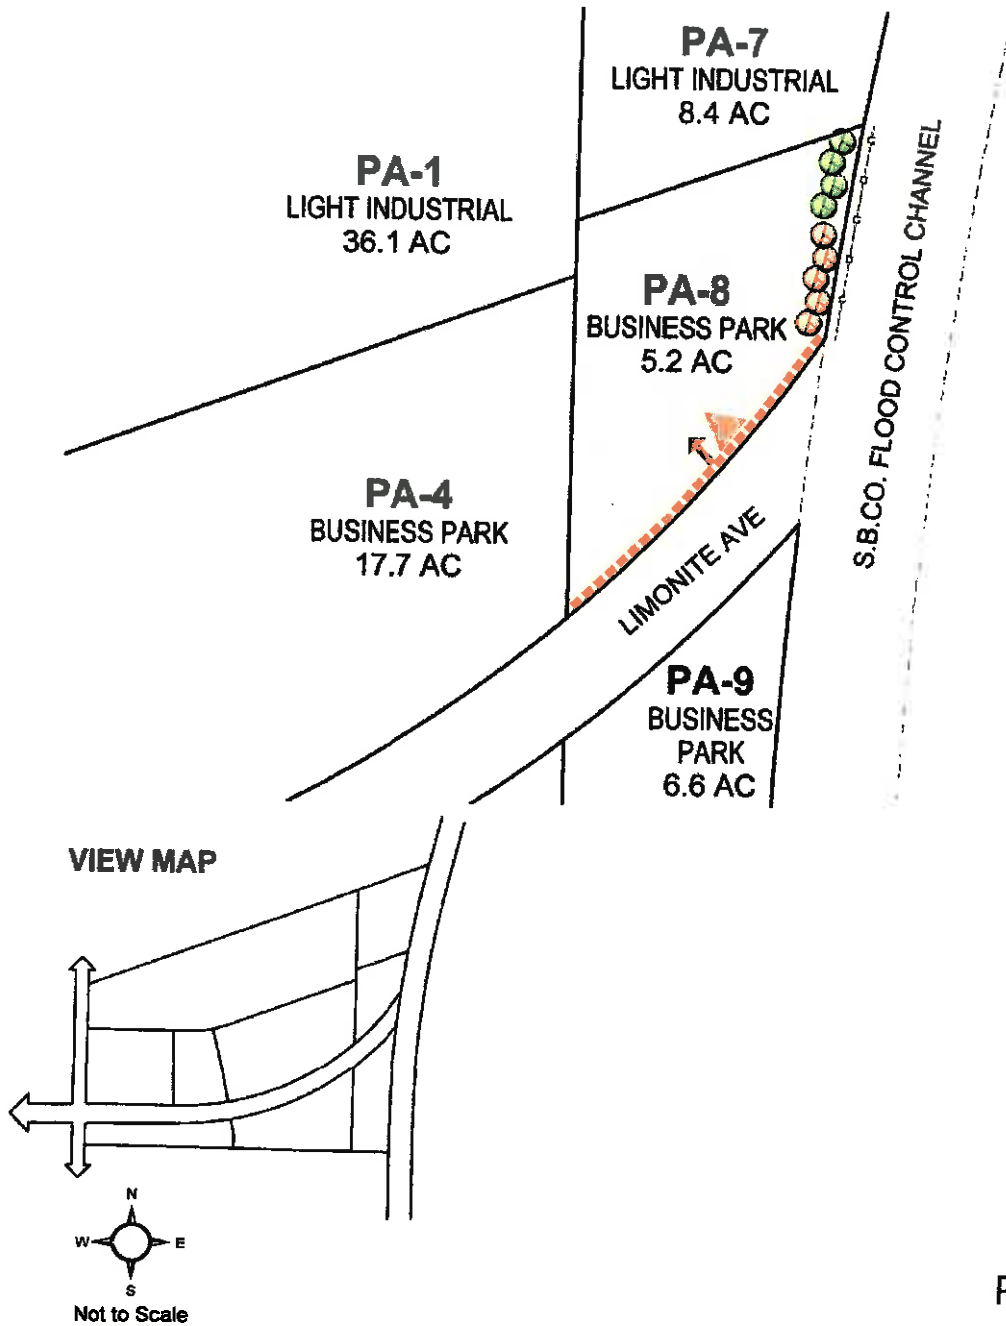 PA-7
LIGHT INDUSTRIAL
8.4 AC
PA-1
LIGHT INDUSTRIAL
36.1 AC
PA-8
BUSINESS PARK
5.2 AC
S.B.CO. FLOOD CONTROL CHANNEL
PA-4
BUSINESS PARK
17.7 AC
LIMONITE AVE
PA-9
BUSINESS
PARK
6.6 AC
VIEW MAP
N
W E
S
Not to Scale